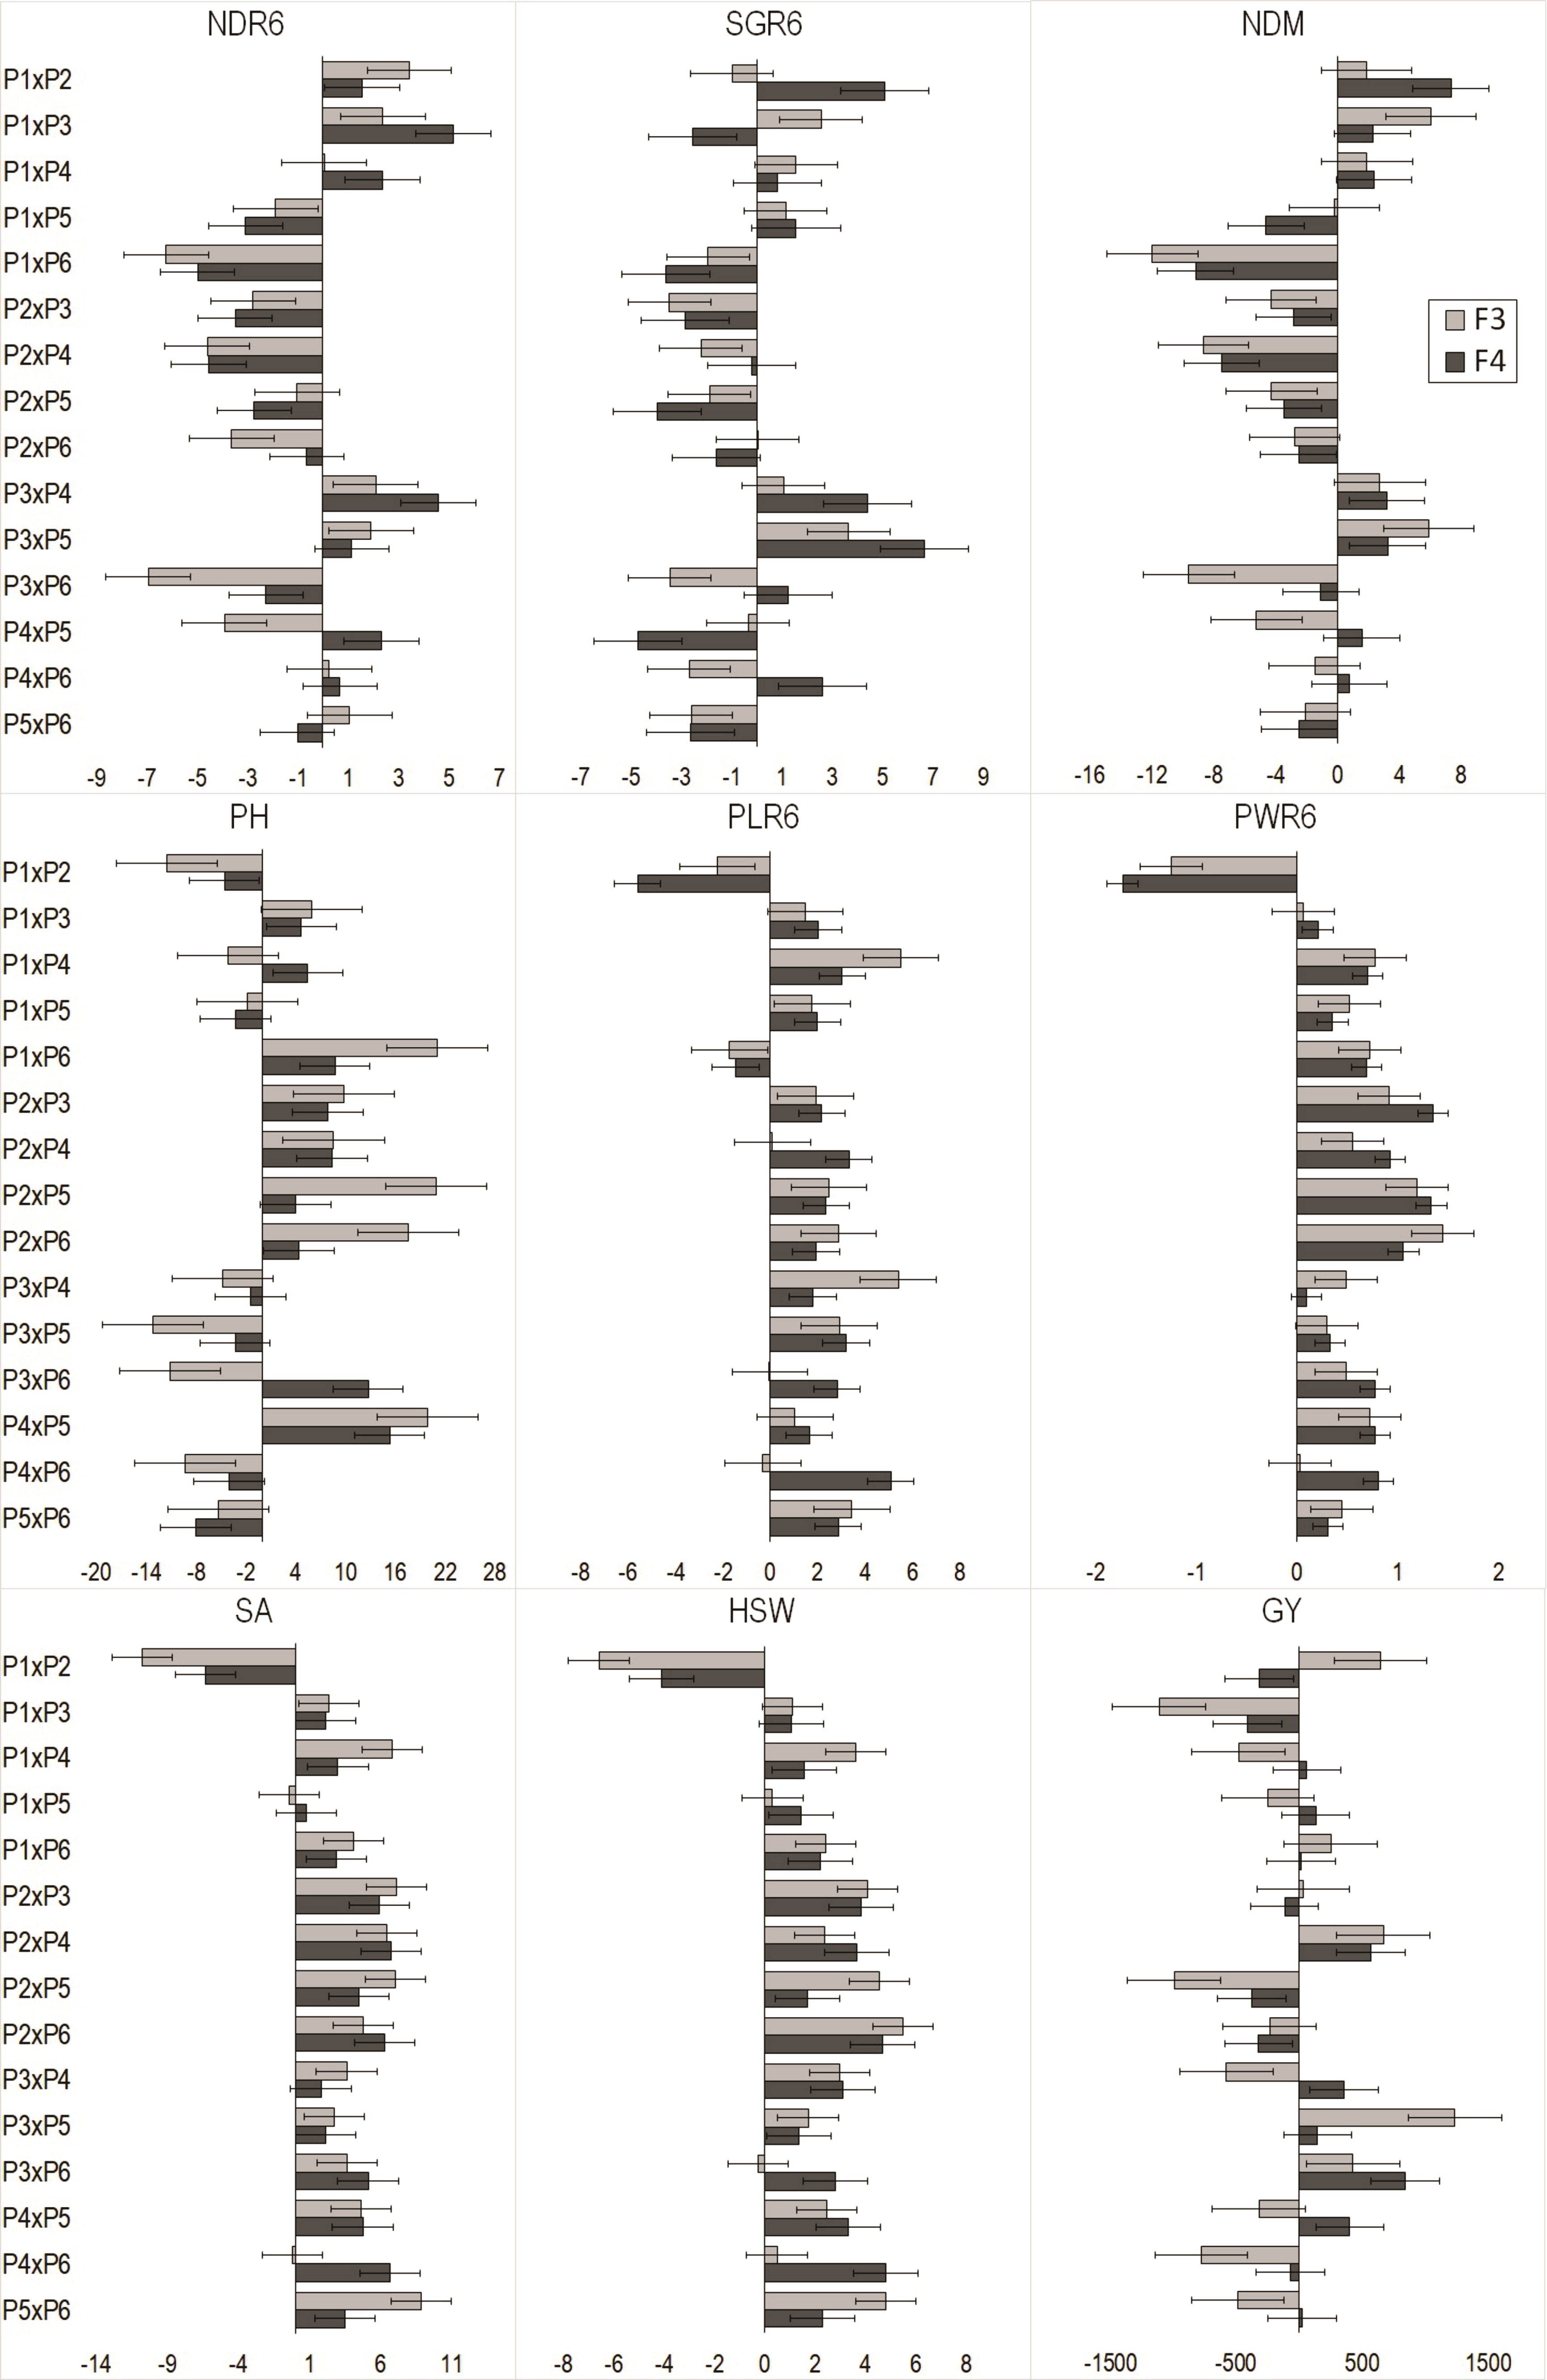 NDR6 SGR6 NDM
P1xP2
P1xP3
P1xP4
P1xP5
P1xP6
P2xP3
P2xP4
P2xP5
P2xP6
P3xP4
P3xP5
P3xP6
P4xP5
P4xP6
P5xP6
F3
F4
-9 -7 -5 -3 -1 1 3 5 7
-7 -5 -3 -1 1 3 5 7 9
-16 -12 -8 -4 0 4 8
PH PLR6 PWR6
P1xP2
P1xP3
P1xP4
P1xP5
P1xP6
P2xP3
P2xP4
P2xP5
P2xP6
P3xP4
P3xP5
P3xP6
P4xP5
P4xP6
P5xP6
-20 -14 -8 -2 4 10 16 22 28
-8 -6 -4 -2 0 2 4 6 8
-2 -1 0 1 2
SA HSW GY
P1xP2
P1xP3
P1xP4
P1xP5
P1xP6
P2xP3
P2xP4
P2xP5
P2xP6
P3xP4
P3xP5
P3xP6
P4xP5
P4xP6
P5xP6
-14 -9 -4 1 6 11
-8 -6 -4 -2 0 2 4 6 8
-1500 -500 500 1500